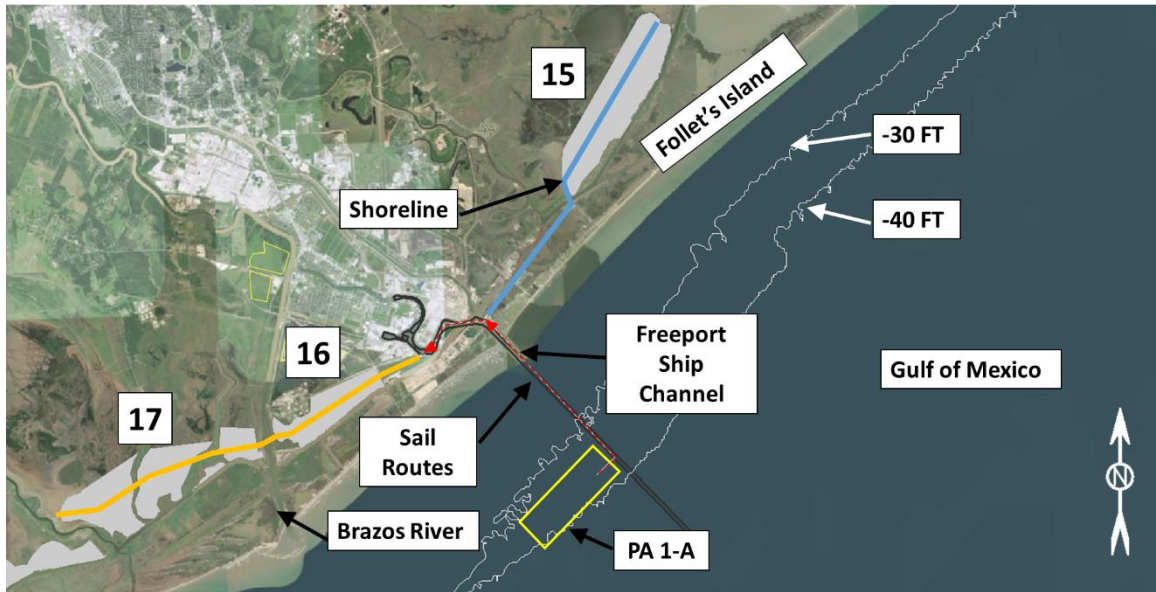 15
Follet's Island
-30 FT
Shoreline
-40 FT
Freeport
Ship
Channel
16
Gulf of Mexico
17
Sail
Routes
N
Brazos River
PA 1-A